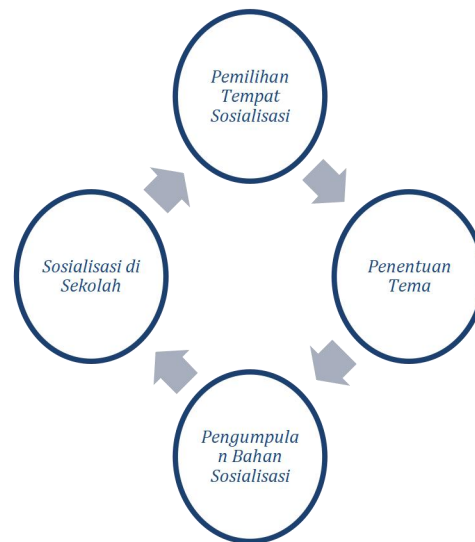 Pemilihan
Tempat
Sosialisasi
Penentuan
Tema
Pengumpula
n Bahan
Sosialisasi
Sosialisasi di
Sekolah